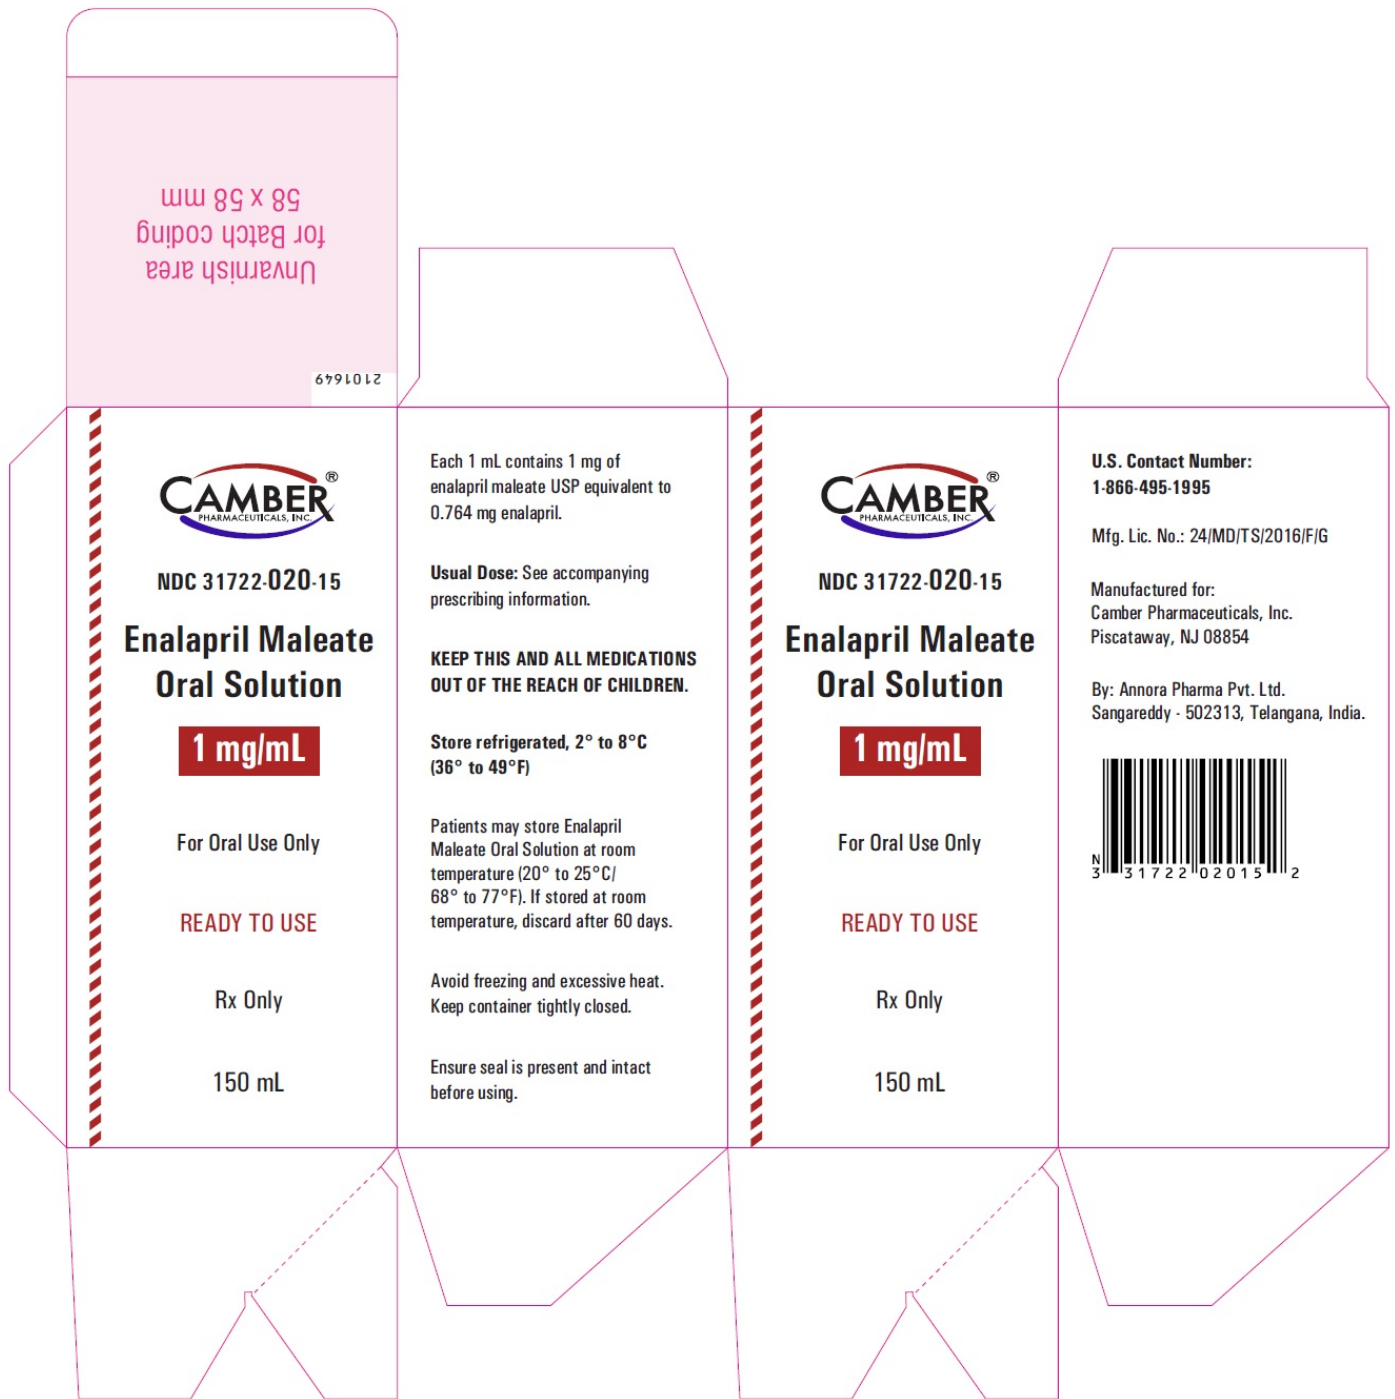 Unvarnish area
for Batch coding
58 x 58 mm
2101649
CAMBER®
PHARMACEUTICALS, INC.
NDC 31722-020-15
Enalapril Maleate
Oral Solution
1 mg/mL
For Oral Use Only
READY TO USE
Rx Only
150 mL
Each 1 mL contains 1 mg of
enalapril maleate USP equivalent to
0.764 mg enalapril.
Usual Dose: See accompanying
prescribing information.
KEEP THIS AND ALL MEDICATIONS
OUT OF THE REACH OF CHILDREN.
Store refrigerated, 2° to 8°C
(36° to 49°F)
Patients may store Enalapril
Maleate Oral Solution at room
temperature (20° to 25°C/
68° to 77°F). If stored at room
temperature, discard after 60 days.
Avoid freezing and excessive heat.
Keep container tightly closed.
Ensure seal is present and intact
before using.
CAMBER®
PHARMACEUTICALS, INC.
NDC 31722-020-15
Enalapril Maleate
Oral Solution
1 mg/mL
For Oral Use Only
READY TO USE
Rx Only
150 mL
U.S. Contact Number:
1-866-495-1995
Mfg. Lic. No.: 24/MD/TS/2016/F/G
Manufactured for:
Camber Pharmaceuticals, Inc.
Piscataway, NJ 08854
By: Annora Pharma Pvt. Ltd.
Sangareddy - 502313, Telangana, India.
N
3 31722 02015 2